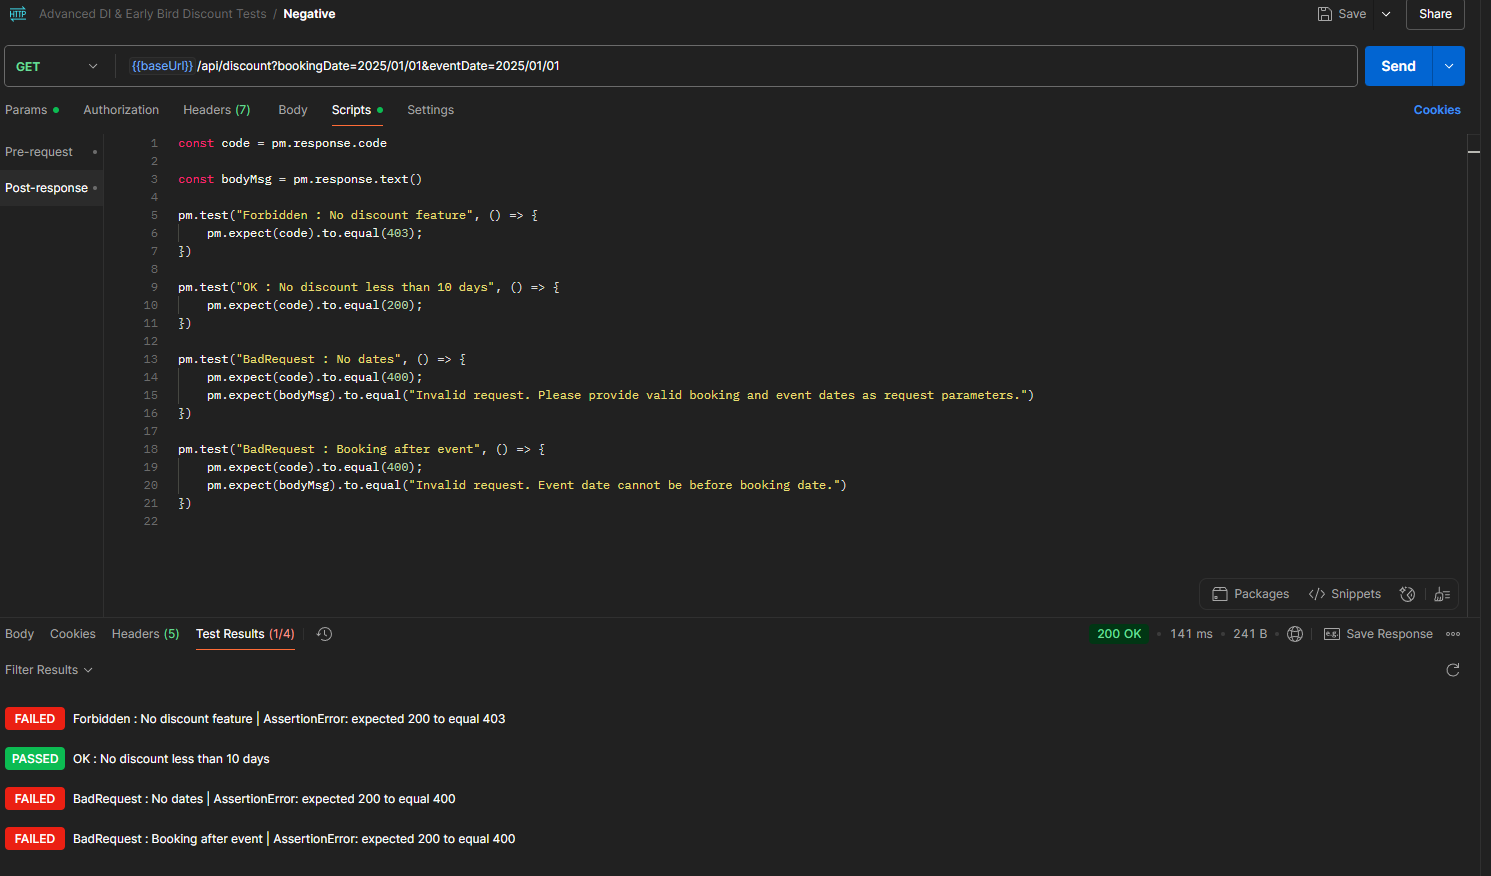 HTTP Advanced DI & Early Bird Discount Tests / Negative
Save
Share
GET
{{baseUrl}} /api/discount?bookingDate=2025/01/01&eventDate=2025/01/01
Send
Params
Authorization
Headers (7)
Body
Scripts
Settings
Cookies
Pre-request
Post-response
1 const code = pm.response.code
2
3 const bodyMsg = pm.response.text()
4
5 pm.test("Forbidden : No discount feature", () => {
6 pm.expect(code).to.equal(403);
7 })
8
9 pm.test("OK : No discount less than 10 days", () => {
10 pm.expect(code).to.equal(200);
11 })
12
13 pm.test("BadRequest : No dates", () => {
14 pm.expect(code).to.equal(400);
15 pm.expect(bodyMsg).to.equal("Invalid request. Please provide valid booking and event dates as request parameters.")
16 })
17
18 pm.test("BadRequest : Booking after event", () => {
19 pm.expect(code).to.equal(400);
20 pm.expect(bodyMsg).to.equal("Invalid request. Event date cannot be before booking date.")
21 })
22
Packages
</> Snippets
Body
Cookies
Headers (5)
Test Results (1/4)
200 OK • 141 ms • 241 B
e.g. Save Response
Filter Results
FAILED Forbidden : No discount feature | AssertionError: expected 200 to equal 403
PASSED OK : No discount less than 10 days
FAILED BadRequest : No dates | AssertionError: expected 200 to equal 400
FAILED BadRequest : Booking after event | AssertionError: expected 200 to equal 400